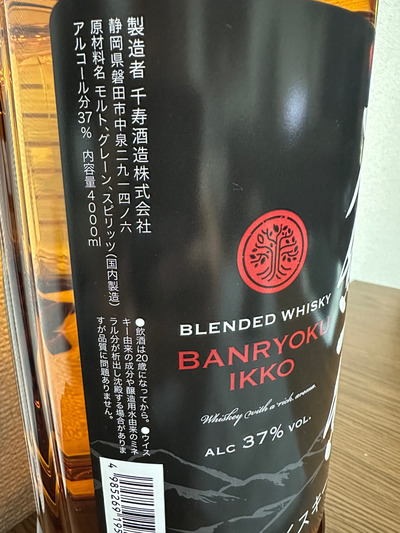 製造者 千寿酒造株式会社
静岡県磐田市中泉二九一四ノ六
原材料名 モルト、グレーン、スピリッツ(国内製造)
アルコール分37% 内容量4000ml
●飲酒は20歳になってから。●ウイス
キー由来の成分や醸造用水由来のミネ
ラル分が析出し沈殿する場合がありま
すが品質に問題ありません。
4 985269 195
BLENDED WHISKY
BANRYOKU
IKKO
Whiskey with a rich aroma.
ALC 37% VOL.
スキ